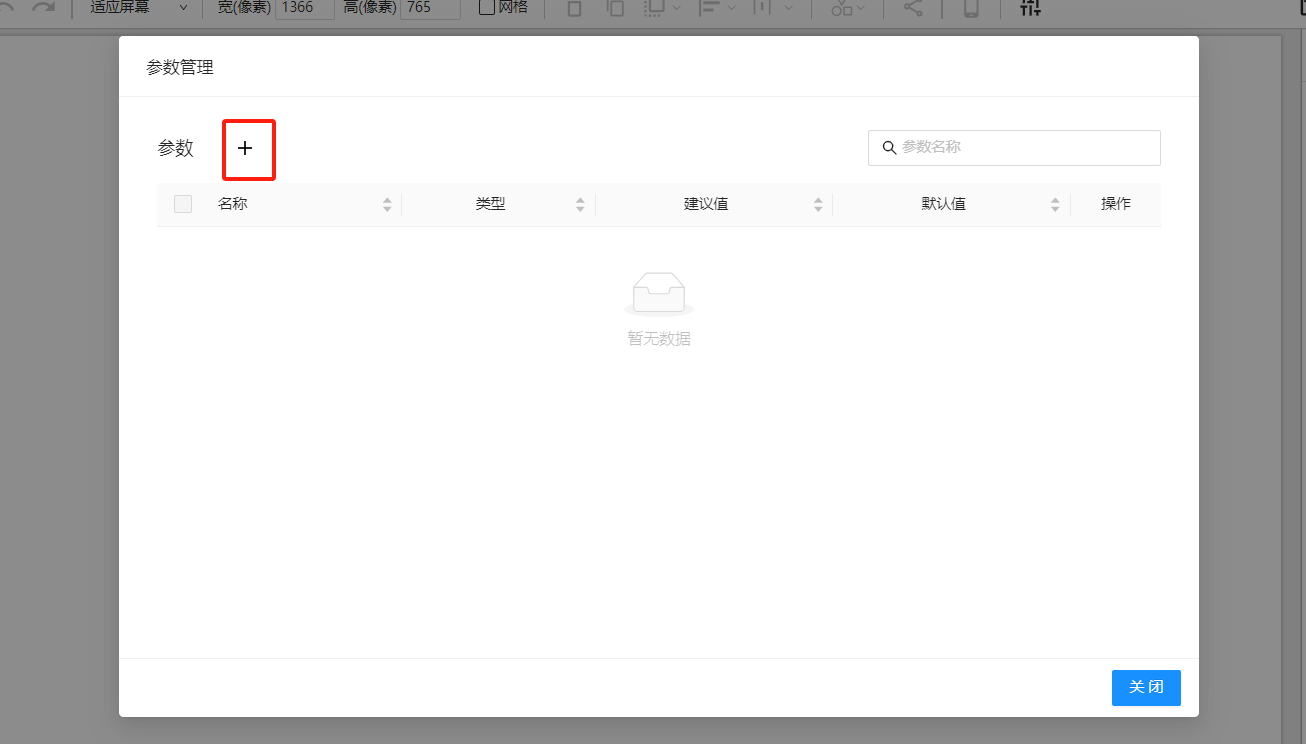 适应屏幕 宽(像素) 1366 高(像素) 765 网格
参数管理
参数
参数名称
名称 类型 建议值 默认值 操作
暂无数据
关 闭